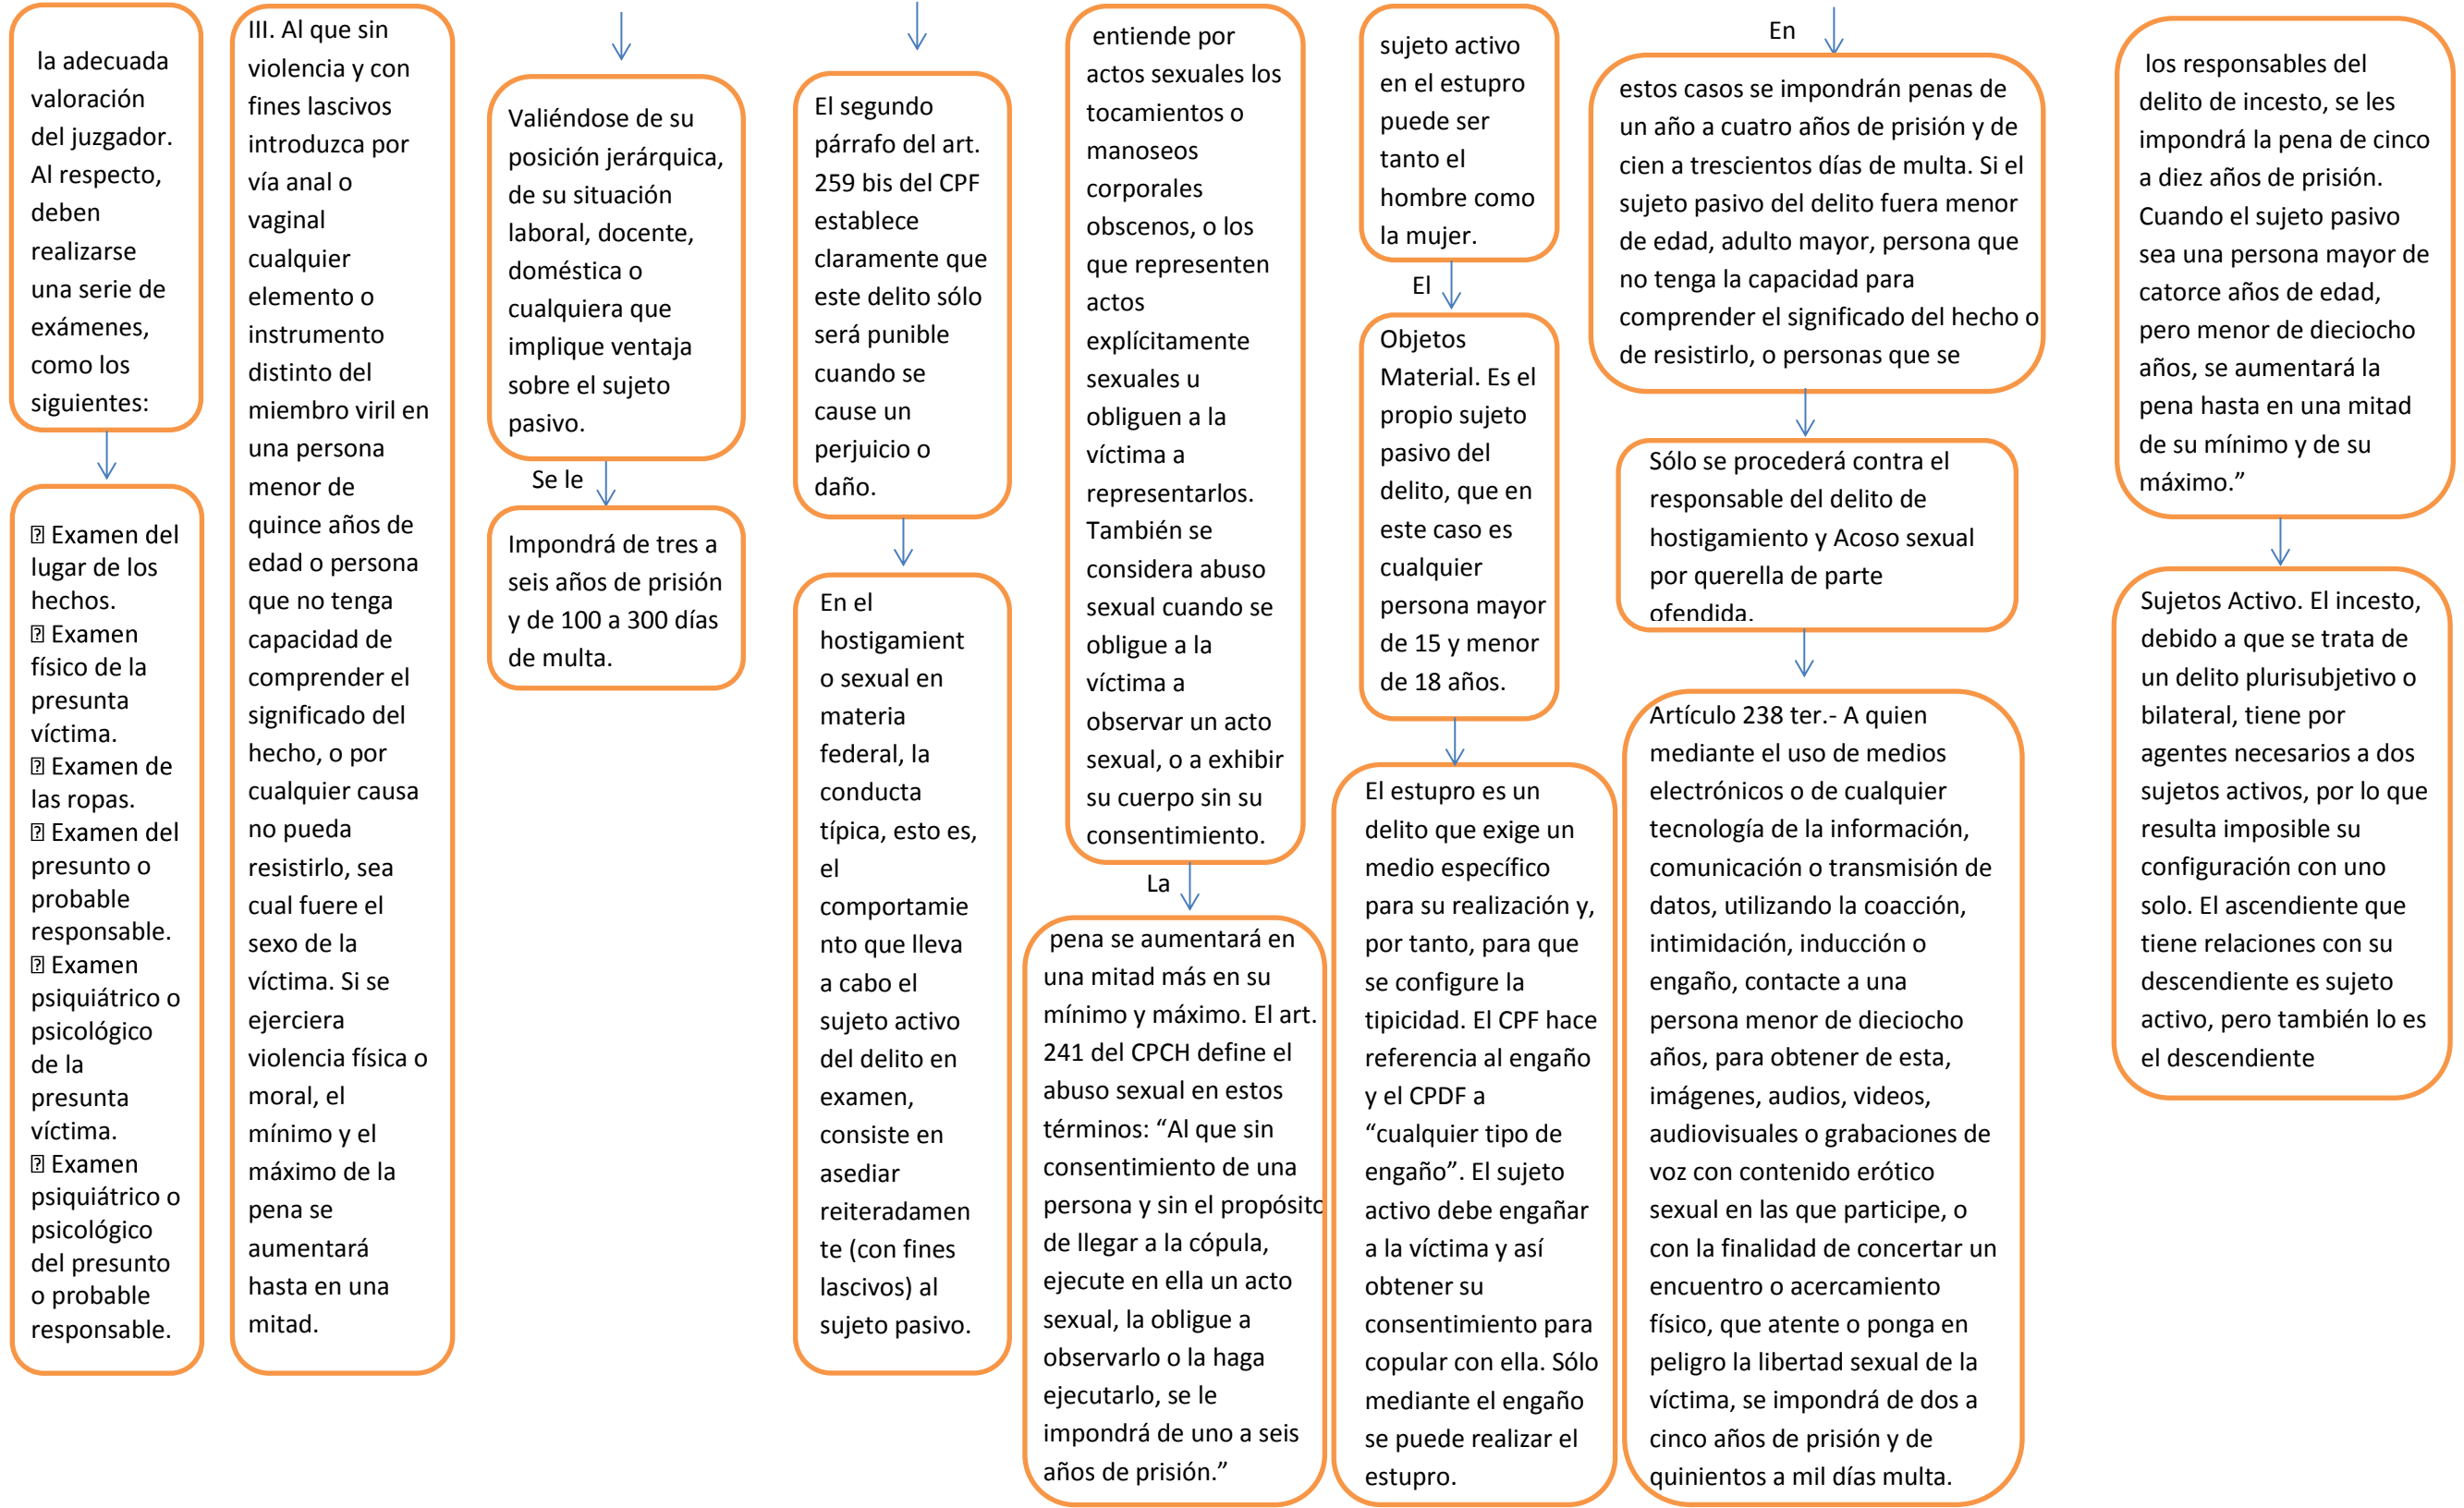 la adecuada
valoración
del juzgador.
Al respecto,
deben
realizarse
una serie de
exámenes,
como los
siguientes:
⍰ Examen del
lugar de los
hechos.
⍰ Examen
físico de la
presunta
víctima.
⍰ Examen de
las ropas.
⍰ Examen del
presunto o
probable
responsable.
⍰ Examen
psiquiátrico o
psicológico
de la
presunta
víctima.
⍰ Examen
psiquiátrico o
psicológico
del presunto
o probable
responsable.
III. Al que sin
violencia y con
fines lascivos
introduzca por
vía anal o
vaginal
cualquier
elemento o
instrumento
distinto del
miembro viril en
una persona
menor de
quince años de
edad o persona
que no tenga
capacidad de
comprender el
significado del
hecho, o por
cualquier causa
no pueda
resistirlo, sea
cual fuere el
sexo de la
víctima. Si se
ejerciera
violencia física o
moral, el
mínimo y el
máximo de la
pena se
aumentará
hasta en una
mitad.
Valiéndose de su
posición jerárquica,
de su situación
laboral, docente,
doméstica o
cualquiera que
implique ventaja
sobre el sujeto
pasivo.
Se le
Impondrá de tres a
seis años de prisión
y de 100 a 300 días
de multa.
El segundo
párrafo del art.
259 bis del CPF
establece
claramente que
este delito sólo
será punible
cuando se
cause un
perjuicio o
daño.
En el
hostigamient
o sexual en
materia
federal, la
conducta
típica, esto es,
el
comportamie
nto que lleva
a cabo el
sujeto activo
del delito en
examen,
consiste en
asediar
reiteradamen
te (con fines
lascivos) al
sujeto pasivo.
entiende por
actos sexuales los
tocamientos o
manoseos
corporales
obscenos, o los
que representen
actos
explícitamente
sexuales u
obliguen a la
víctima a
representarlos.
También se
considera abuso
sexual cuando se
obligue a la
víctima a
observar un acto
sexual, o a exhibir
su cuerpo sin su
consentimiento.
La
pena se aumentará en
una mitad más en su
mínimo y máximo. El art.
241 del CPCH define el
abuso sexual en estos
términos: “Al que sin
consentimiento de una
persona y sin el propósito
de llegar a la cópula,
ejecute en ella un acto
sexual, la obligue a
observarlo o la haga
ejecutarlo, se le
impondrá de uno a seis
años de prisión.”
sujeto activo
en el estupro
puede ser
tanto el
hombre como
la mujer.
El
Objetos
Material. Es el
propio sujeto
pasivo del
delito, que en
este caso es
cualquier
persona mayor
de 15 y menor
de 18 años.
El estupro es un
delito que exige un
medio específico
para su realización y,
por tanto, para que
se configure la
tipicidad. El CPF hace
referencia al engaño
y el CPDF a
“cualquier tipo de
engaño”. El sujeto
activo debe engañar
a la víctima y así
obtener su
consentimiento para
copular con ella. Sólo
mediante el engaño
se puede realizar el
estupro.
En
estos casos se impondrán penas de
un año a cuatro años de prisión y de
cien a trescientos días de multa. Si el
sujeto pasivo del delito fuera menor
de edad, adulto mayor, persona que
no tenga la capacidad para
comprender el significado del hecho o
de resistirlo, o personas que se
Sólo se procederá contra el
responsable del delito de
hostigamiento y Acoso sexual
por querella de parte
ofendida.
Artículo 238 ter.- A quien
mediante el uso de medios
electrónicos o de cualquier
tecnología de la información,
comunicación o transmisión de
datos, utilizando la coacción,
intimidación, inducción o
engaño, contacte a una
persona menor de dieciocho
años, para obtener de esta,
imágenes, audios, videos,
audiovisuales o grabaciones de
voz con contenido erótico
sexual en las que participe, o
con la finalidad de concertar un
encuentro o acercamiento
físico, que atente o ponga en
peligro la libertad sexual de la
víctima, se impondrá de dos a
cinco años de prisión y de
quinientos a mil días multa.
los responsables del
delito de incesto, se les
impondrá la pena de cinco
a diez años de prisión.
Cuando el sujeto pasivo
sea una persona mayor de
catorce años de edad,
pero menor de dieciocho
años, se aumentará la
pena hasta en una mitad
de su mínimo y de su
máximo.”
Sujetos Activo. El incesto,
debido a que se trata de
un delito plurisubjetivo o
bilateral, tiene por
agentes necesarios a dos
sujetos activos, por lo que
resulta imposible su
configuración con uno
solo. El ascendiente que
tiene relaciones con su
descendiente es sujeto
activo, pero también lo es
el descendiente